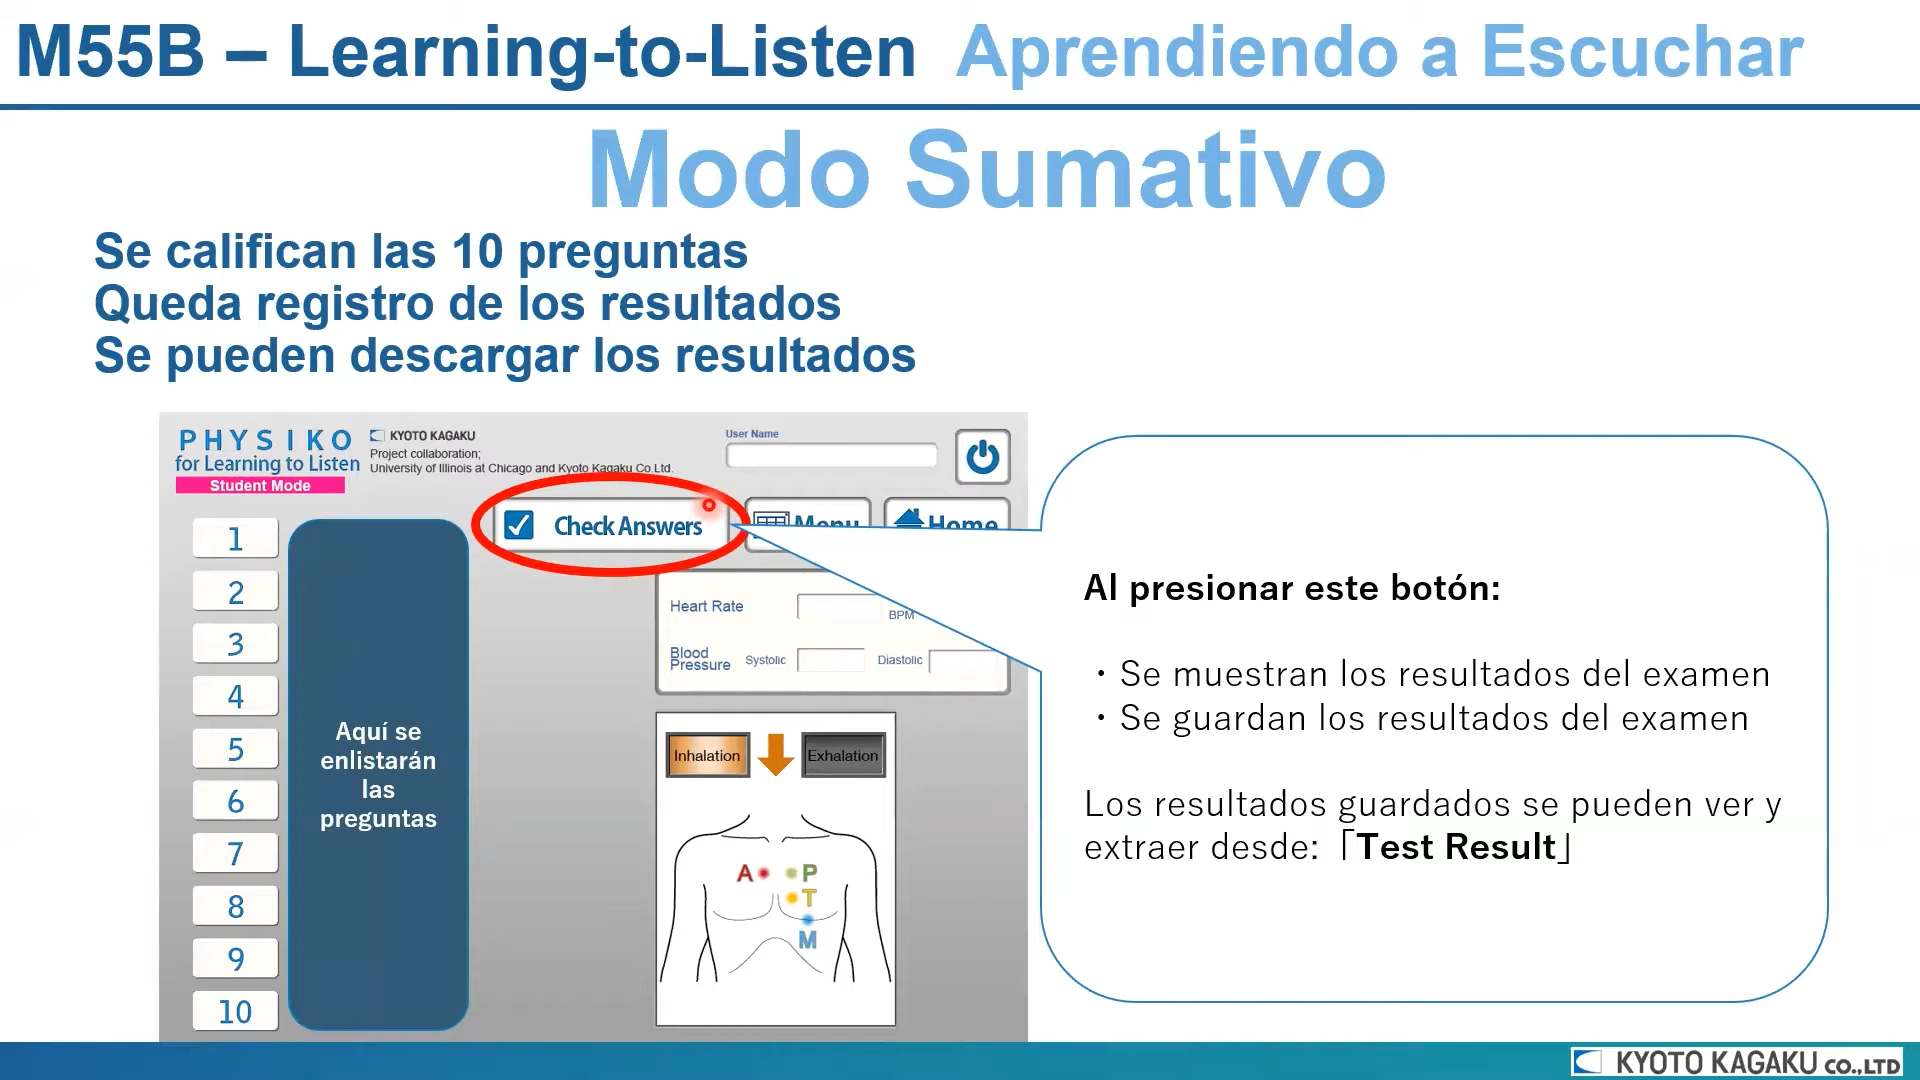 M55B – Learning-to-Listen Aprendiendo a Escuchar
Modo Sumativo
Se califican las 10 preguntas
Queda registro de los resultados
Se pueden descargar los resultados
PHYSIKO
for Learning to Listen
Student Mode
KYOTO KAGAKU
Project collaboration;
University of Illinois at Chicago and Kyoto Kagaku Co.Ltd.
User Name
Check Answers
Menu
Home
1
2
3
4
5
6
7
8
9
10
Aquí se
enlistarán
las
preguntas
Heart Rate
BPM
Blood
Pressure
Systolic
Diastolic
Inhalation
Exhalation
A
P
T
M
Al presionar este botón:
・Se muestran los resultados del examen
・Se guardan los resultados del examen
Los resultados guardados se pueden ver y
extraer desde:「Test Result」
KYOTO KAGAKU CO.,LTD